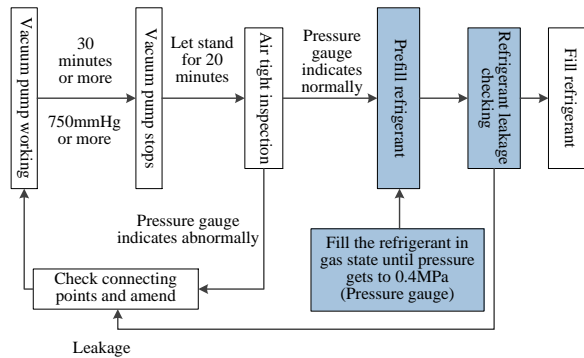 Vacuum pump working
30
minutes
or more
750mmHg
or more
Vacuum pump stops
Let stand
for 20
minutes
Air tight inspection
Pressure
gauge
indicates
normally
Prefill
refrigerant
Refrigerant leakage
checking
Fill refrigerant
Pressure gauge
indicates abnormally
Fill the refrigerant in
gas state until pressure
gets to 0.4MPa
(Pressure gauge)
Check connecting
points and amend
Leakage